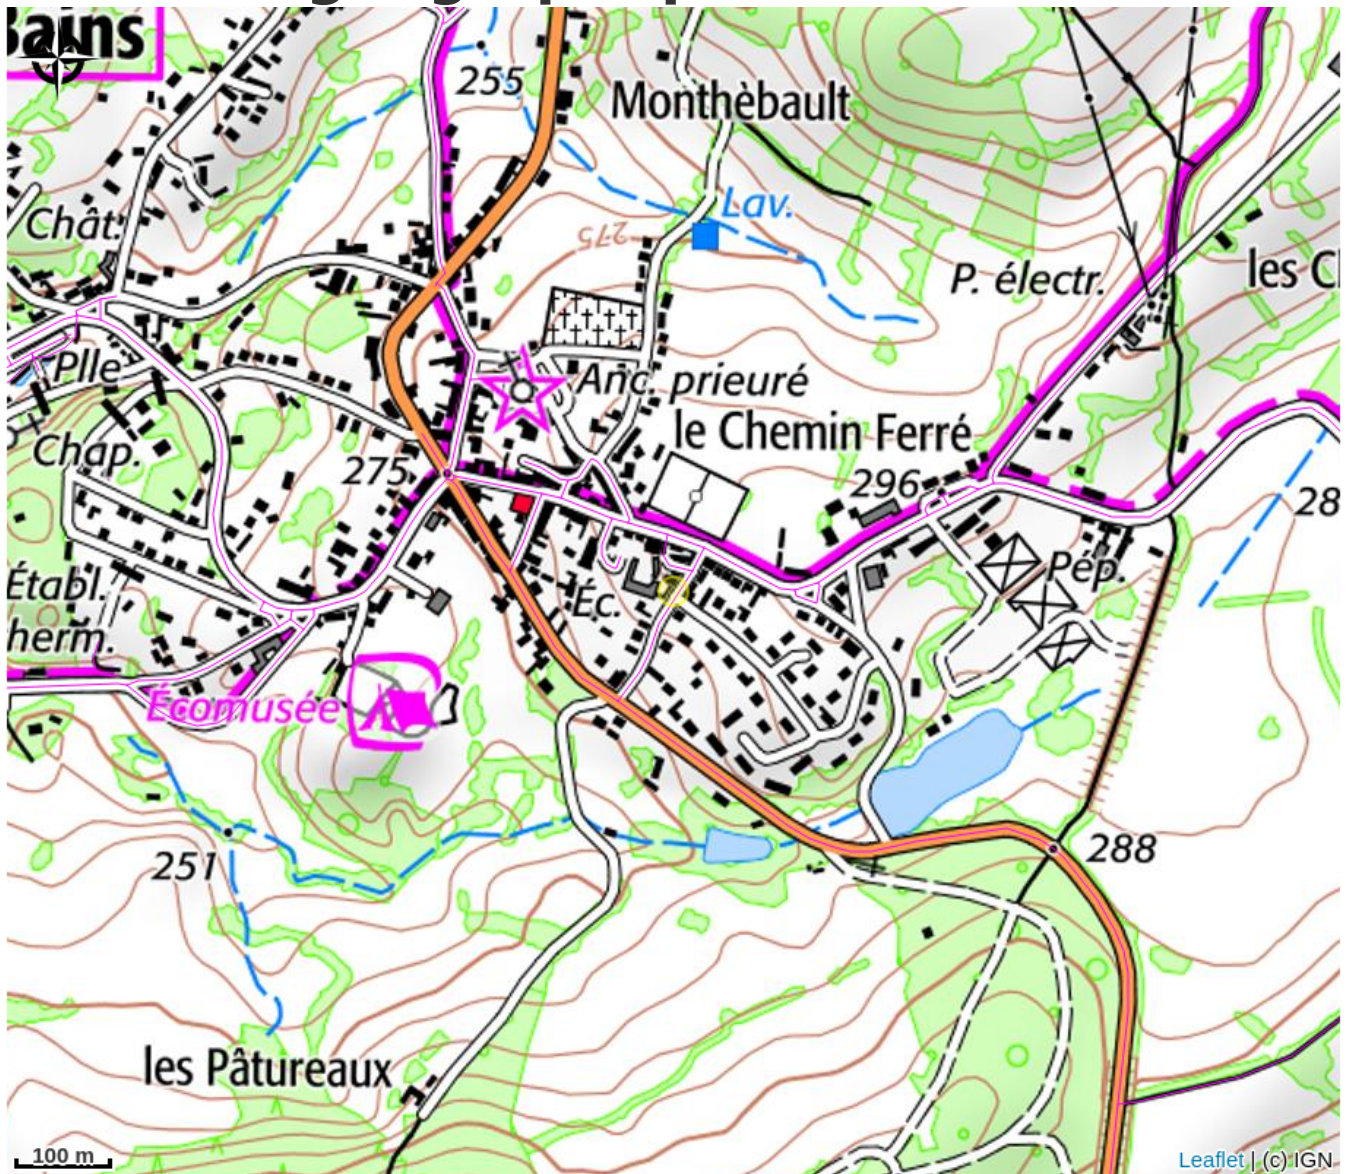 Bains
255
Monthèbault
Lav.
Chât.
275
P. électr.
les
Plle
Anc. prieuré
le Chemin Ferré
Chap.
275
296
28
Pép.
Établ.
Éc.
herm.
Écomusée
288
251
les Pâtureaux
100 m
Leaflet | (c) IGN